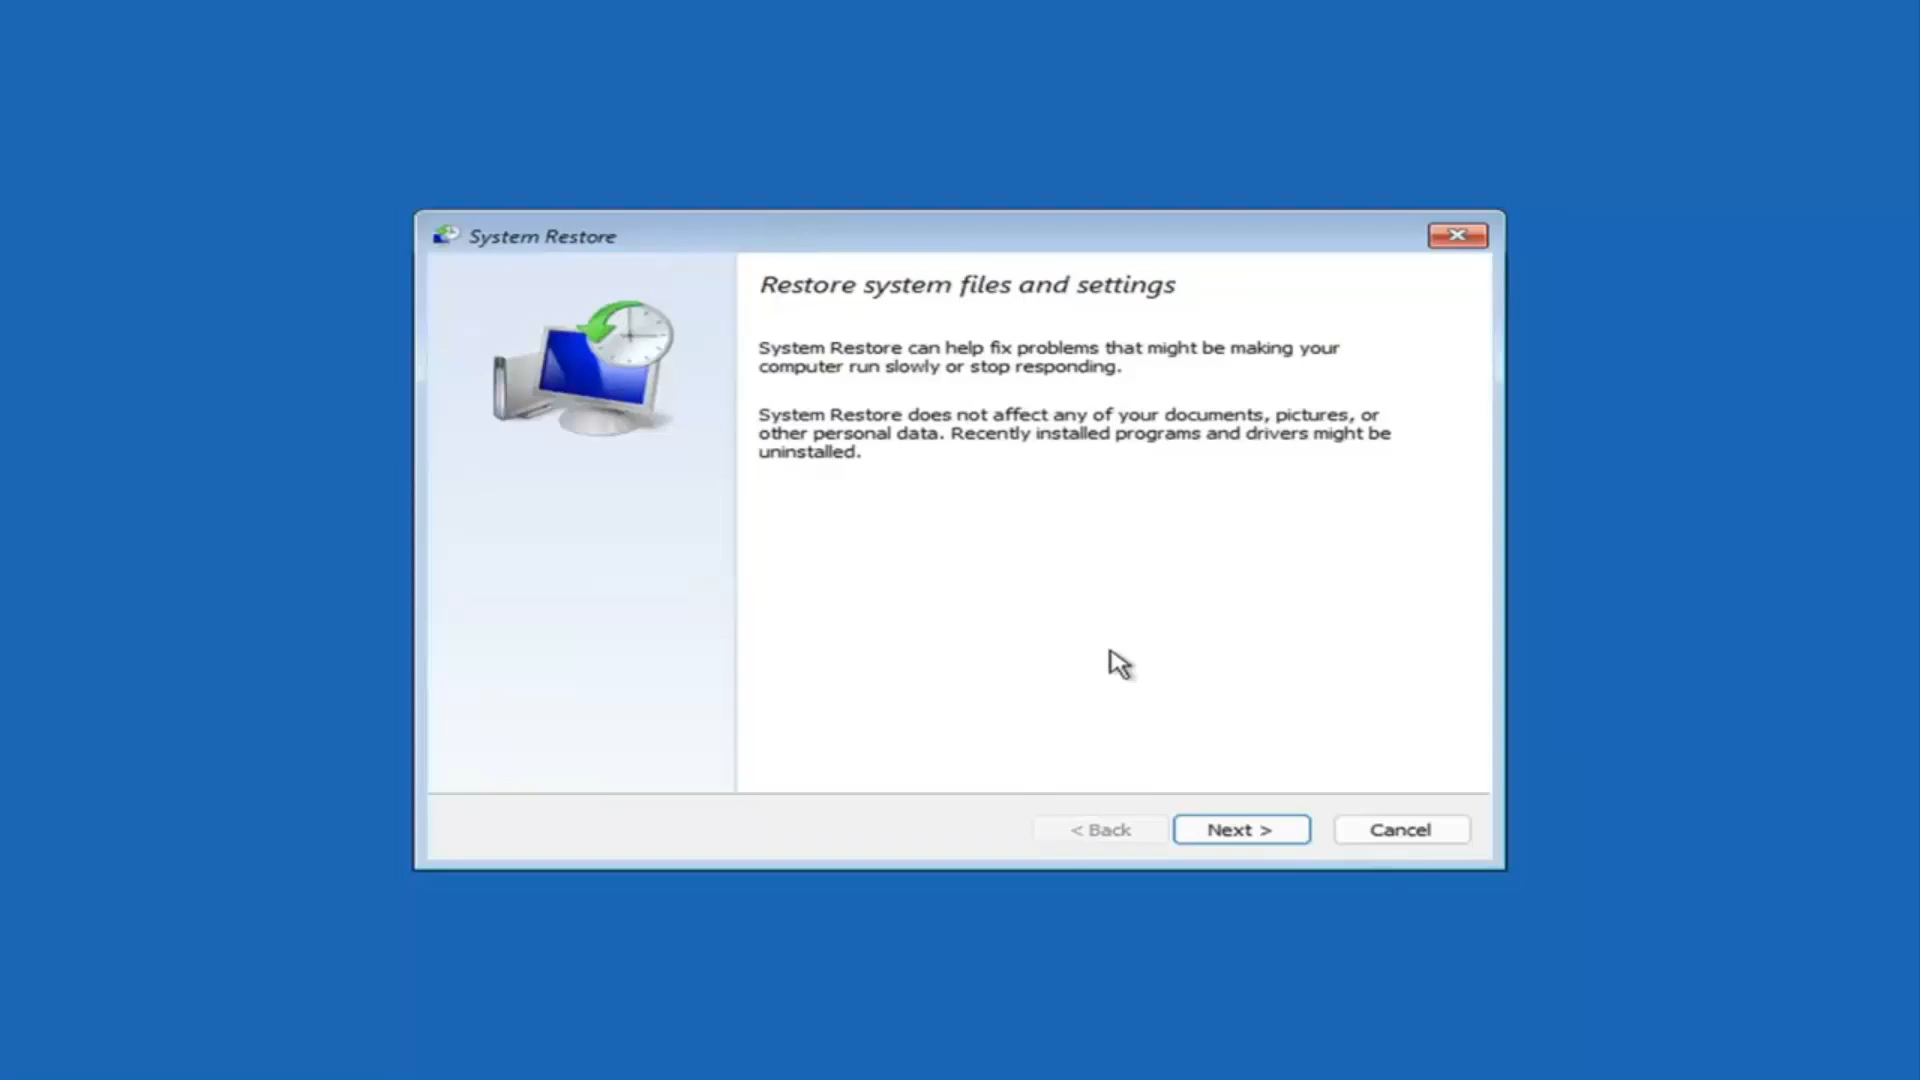 System Restore
Restore system files and settings
System Restore can help fix problems that might be making your
computer run slowly or stop responding.
System Restore does not affect any of your documents, pictures, or
other personal data. Recently installed programs and drivers might be
uninstalled.
< Back
Next >
Cancel